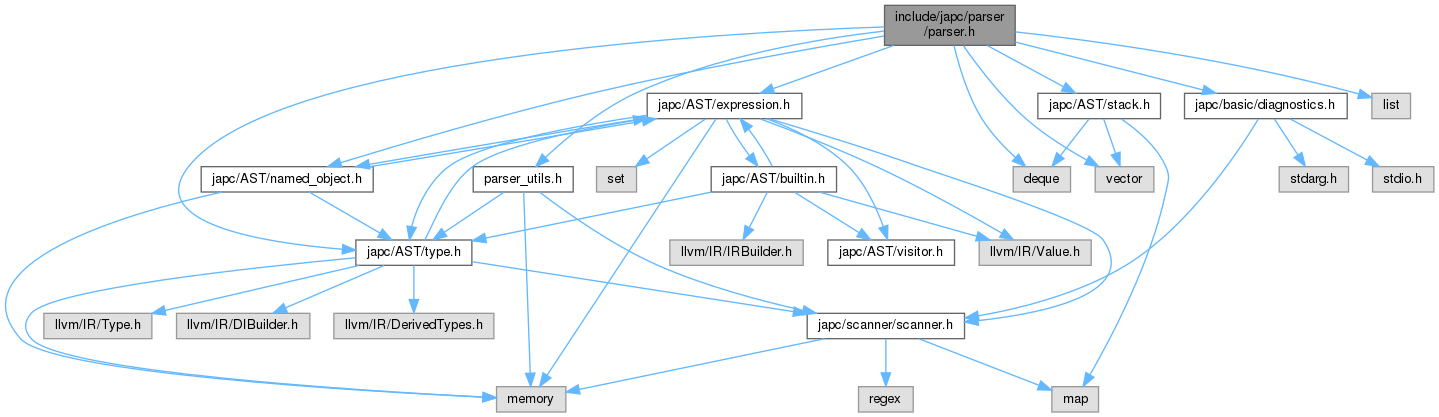 include/japc/parser
/parser.h
japc/AST/expression.h
japc/AST/stack.h
japc/basic/diagnostics.h
list
japc/AST/named_object.h
set
parser_utils.h
japc/AST/builtin.h
deque
vector
stdarg.h
stdio.h
japc/AST/type.h
llvm/IR/IRBuilder.h
japc/AST/visitor.h
llvm/IR/Value.h
llvm/IR/Type.h
llvm/IR/DIBuilder.h
llvm/IR/DerivedTypes.h
japc/scanner/scanner.h
memory
regex
map